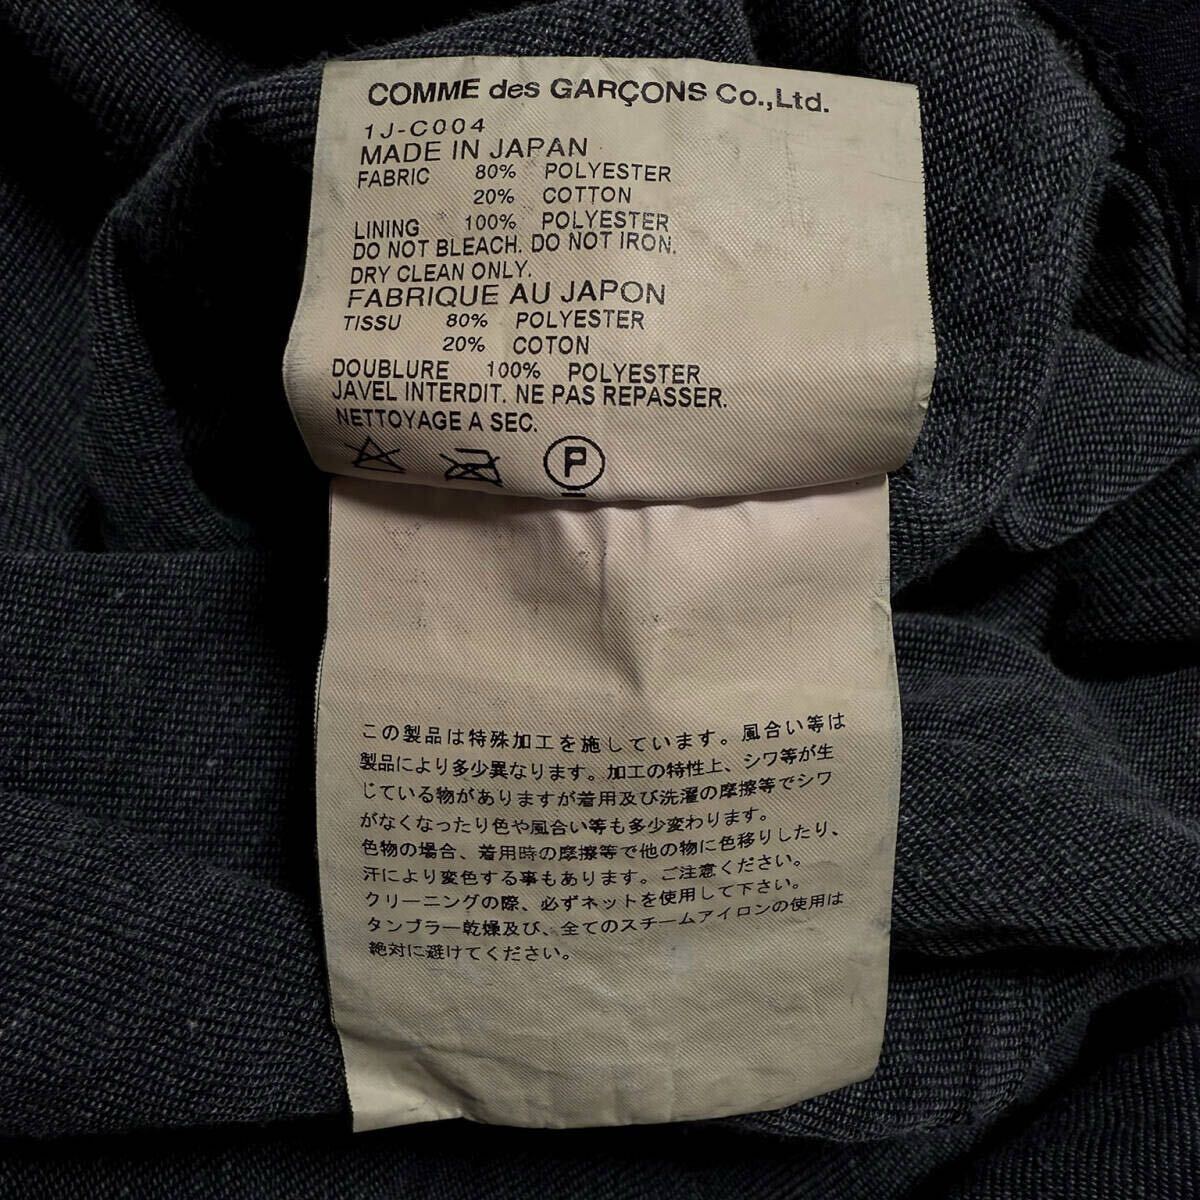 COMME des GARÇONS Co.,Ltd.
1J-C004
MADE IN JAPAN
FABRIC 80% POLYESTER
20% COTTON
LINING 100% POLYESTER
DO NOT BLEACH. DO NOT IRON.
DRY CLEAN ONLY.
FABRIQUE AU JAPON
TISSU 80% POLYESTER
20% COTON
DOUBLURE 100% POLYESTER
JAVEL INTERDIT. NE PAS REPASSER.
NETTOYAGE A SEC.
P
この製品は特殊加工を施しています。風合い等は
製品により多少異なります。加工の特性上、シワ等が生
じている物がありますが着用及び洗濯の摩擦等でシワ
がなくなったり色や風合い等も多少変わります。
色物の場合、着用時の摩擦等で他の物に色移りしたり、
汗により変色する事もあります。ご注意ください。
クリーニングの際、必ずネットを使用して下さい。
タンブラー乾燥及び、全てのスチームアイロンの使用は
絶対に避けてください。